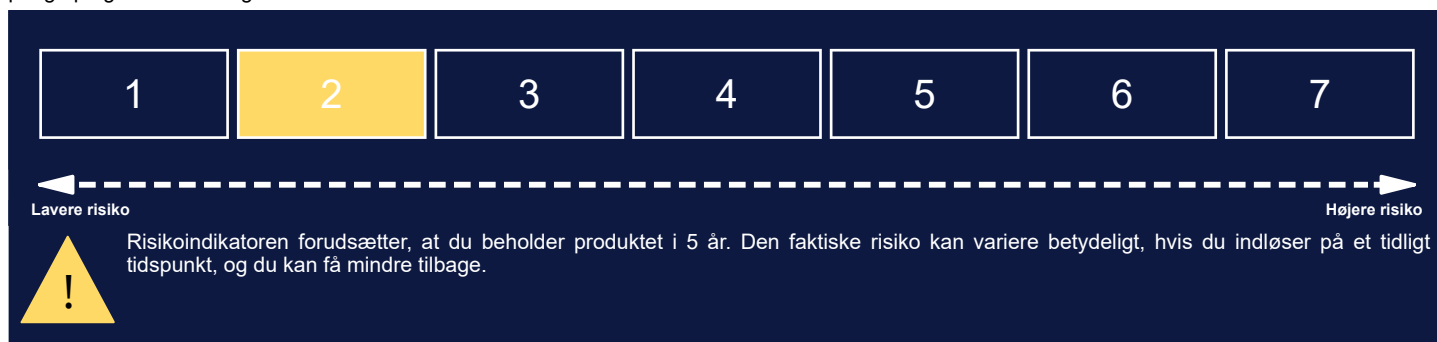 1 2 3 4 5 6 7
Lavere risiko Højere risiko
Risikoindikatoren forudsætter, at du beholder produktet i 5 år. Den faktiske risiko kan variere betydeligt, hvis du indløser på et tidligt
tidspunkt, og du kan få mindre tilbage.
!